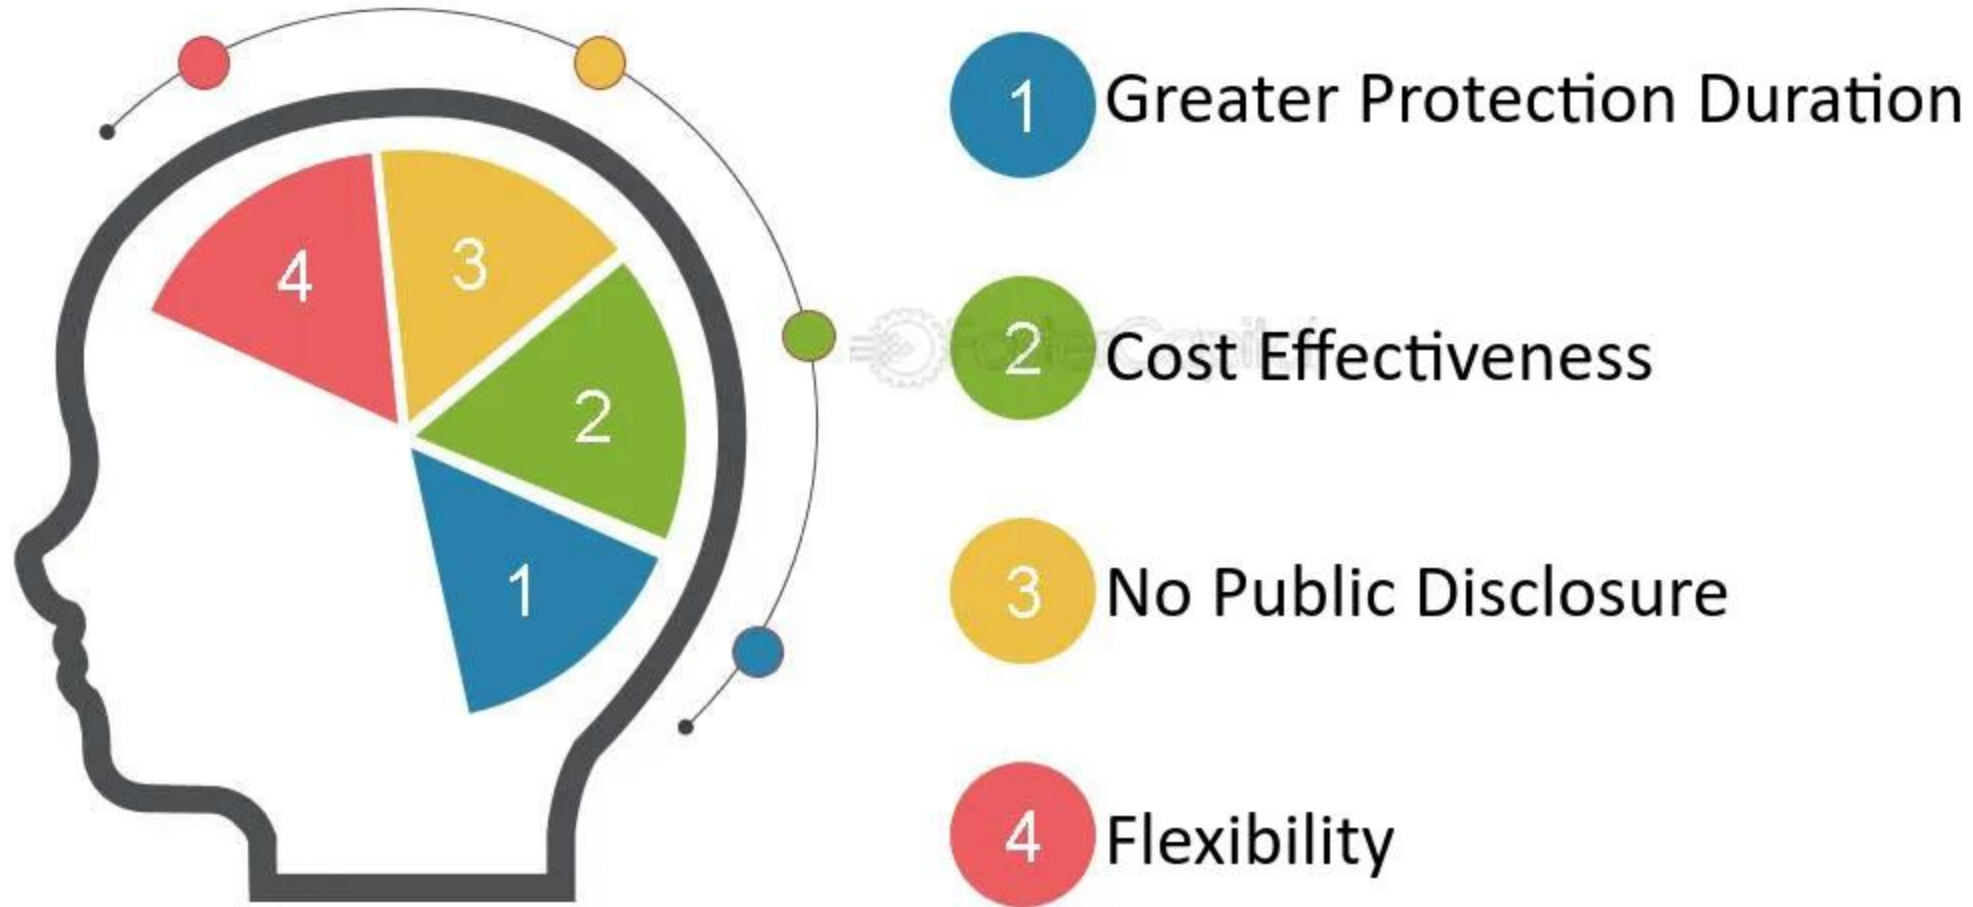 4
3
2
1
1 Greater Protection Duration
2 Cost Effectiveness
3 No Public Disclosure
4 Flexibility